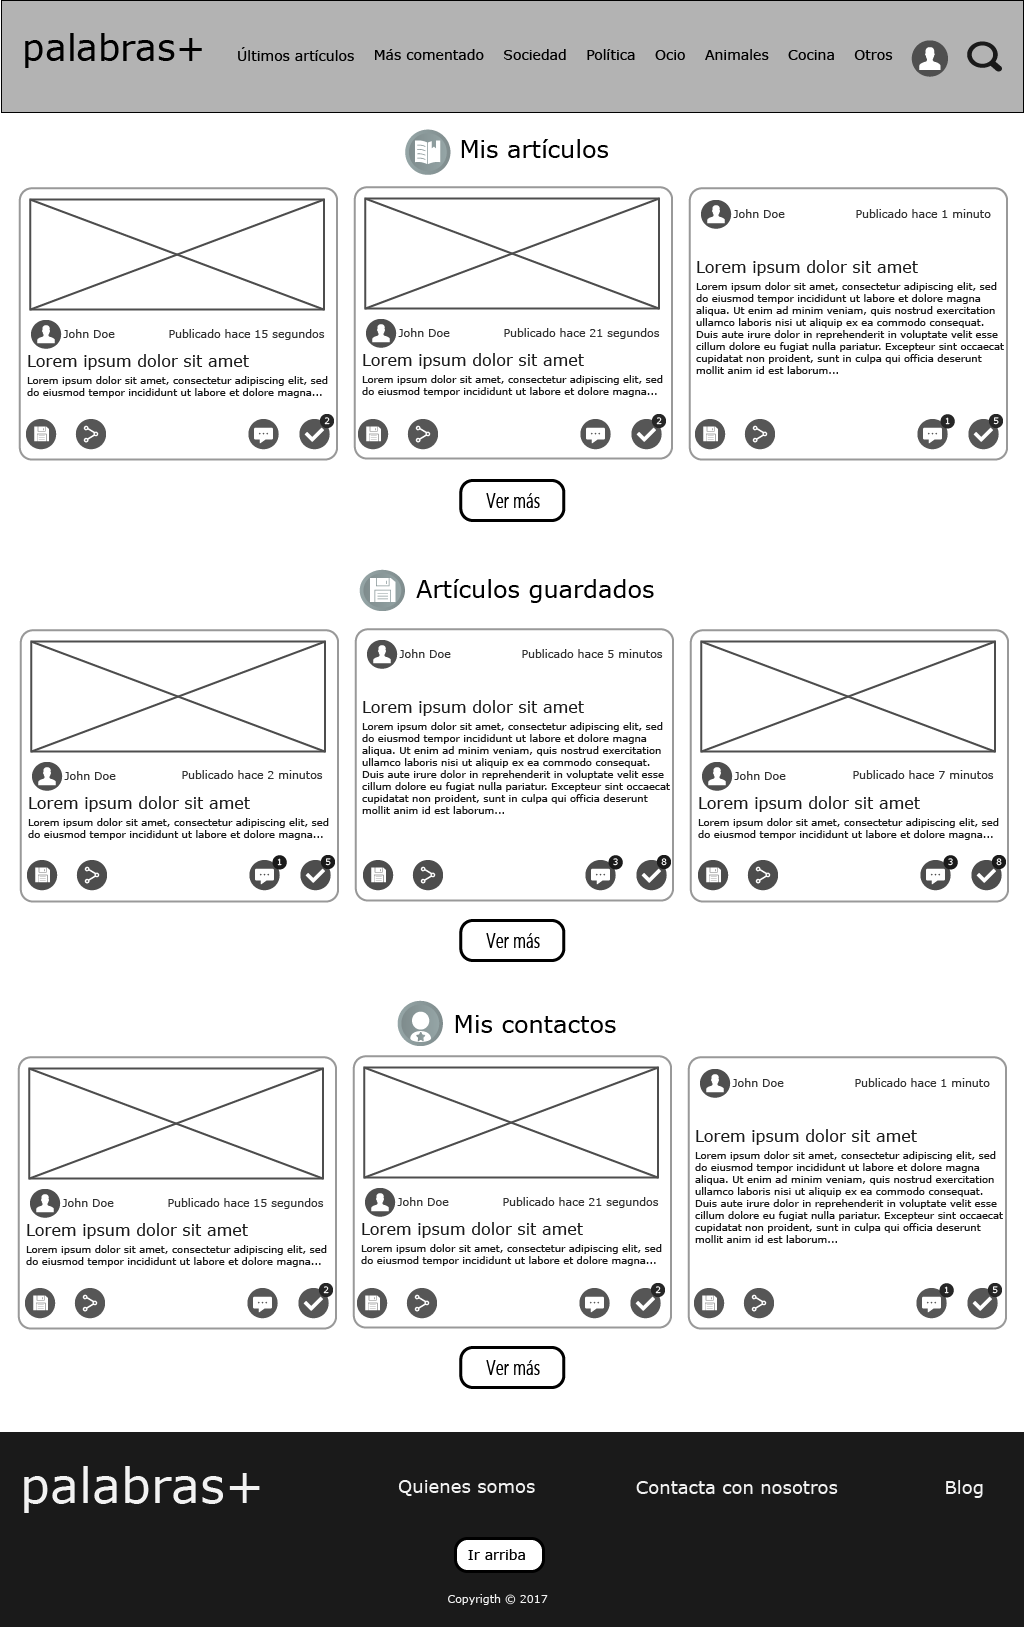 palabras+
Últimos artículos Más comentado Sociedad Política Ocio Animales Cocina Otros
Mis artículos
John Doe Publicado hace 15 segundos
Lorem ipsum dolor sit amet
Lorem ipsum dolor sit amet, consectetur adipiscing elit, sed
do eiusmod tempor incididunt ut labore et dolore magna...
2
John Doe Publicado hace 21 segundos
Lorem ipsum dolor sit amet
Lorem ipsum dolor sit amet, consectetur adipiscing elit, sed
do eiusmod tempor incididunt ut labore et dolore magna...
2
John Doe Publicado hace 1 minuto
Lorem ipsum dolor sit amet
Lorem ipsum dolor sit amet, consectetur adipiscing elit, sed
do eiusmod tempor incididunt ut labore et dolore magna
aliqua. Ut enim ad minim veniam, quis nostrud exercitation
ullamco laboris nisi ut aliquip ex ea commodo consequat.
Duis aute irure dolor in reprehenderit in voluptate velit esse
cillum dolore eu fugiat nulla pariatur. Excepteur sint occaecat
cupidatat non proident, sunt in culpa qui officia deserunt
mollit anim id est laborum...
1 5
Ver más
Artículos guardados
John Doe Publicado hace 2 minutos
Lorem ipsum dolor sit amet
Lorem ipsum dolor sit amet, consectetur adipiscing elit, sed
do eiusmod tempor incididunt ut labore et dolore magna...
1 5
John Doe Publicado hace 5 minutos
Lorem ipsum dolor sit amet
Lorem ipsum dolor sit amet, consectetur adipiscing elit, sed
do eiusmod tempor incididunt ut labore et dolore magna
aliqua. Ut enim ad minim veniam, quis nostrud exercitation
ullamco laboris nisi ut aliquip ex ea commodo consequat.
Duis aute irure dolor in reprehenderit in voluptate velit esse
cillum dolore eu fugiat nulla pariatur. Excepteur sint occaecat
cupidatat non proident, sunt in culpa qui officia deserunt
mollit anim id est laborum...
3 8
John Doe Publicado hace 7 minutos
Lorem ipsum dolor sit amet
Lorem ipsum dolor sit amet, consectetur adipiscing elit, sed
do eiusmod tempor incididunt ut labore et dolore magna...
3 8
Ver más
Mis contactos
John Doe Publicado hace 15 segundos
Lorem ipsum dolor sit amet
Lorem ipsum dolor sit amet, consectetur adipiscing elit, sed
do eiusmod tempor incididunt ut labore et dolore magna...
2
John Doe Publicado hace 21 segundos
Lorem ipsum dolor sit amet
Lorem ipsum dolor sit amet, consectetur adipiscing elit, sed
do eiusmod tempor incididunt ut labore et dolore magna...
2
John Doe Publicado hace 1 minuto
Lorem ipsum dolor sit amet
Lorem ipsum dolor sit amet, consectetur adipiscing elit, sed
do eiusmod tempor incididunt ut labore et dolore magna
aliqua. Ut enim ad minim veniam, quis nostrud exercitation
ullamco laboris nisi ut aliquip ex ea commodo consequat.
Duis aute irure dolor in reprehenderit in voluptate velit esse
cillum dolore eu fugiat nulla pariatur. Excepteur sint occaecat
cupidatat non proident, sunt in culpa qui officia deserunt
mollit anim id est laborum...
1 5
Ver más
palabras+
Quienes somos Contacta con nosotros Blog
Ir arriba
Copyrigth © 2017